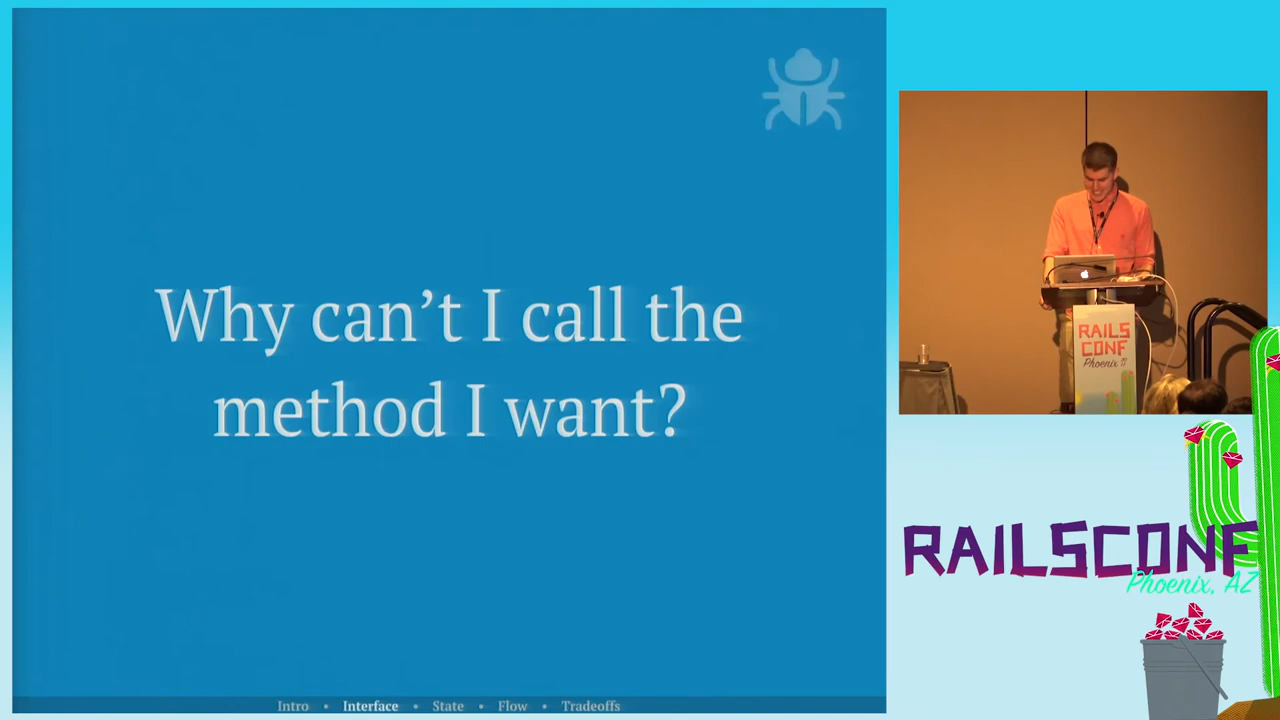 Why can’t I call the
method I want?
Intro • Interface • State • Flow • Tradeoffs
RAILS
CONF
Phoenix
RAILSCONF
Phoenix, AZ